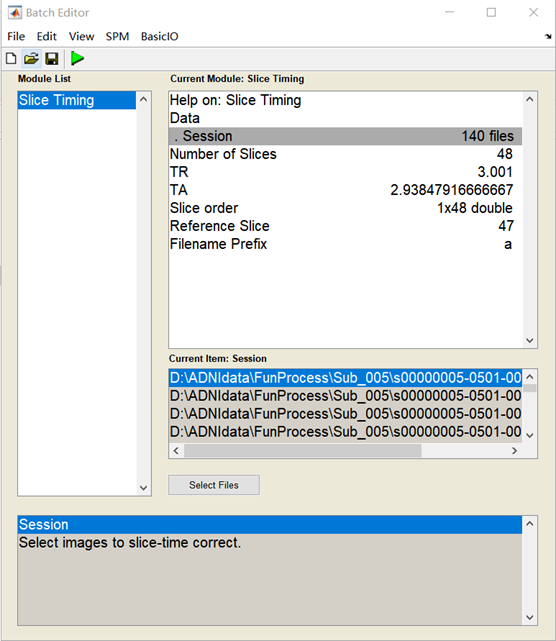 Batch Editor
File Edit View SPM BasicIO
Module List
Current Module: Slice Timing
Slice Timing
Help on: Slice Timing
Data
. Session 140 files
Number of Slices 48
TR 3.001
TA 2.93847916666667
Slice order 1x48 double
Reference Slice 47
Filename Prefix a
Current Item: Session
D:\ADNIdata\FunProcess\Sub_005\s00000005-0501-00
D:\ADNIdata\FunProcess\Sub_005\s00000005-0501-00
D:\ADNIdata\FunProcess\Sub_005\s00000005-0501-00
D:\ADNIdata\FunProcess\Sub_005\s00000005-0501-00
Select Files
Session
Select images to slice-time correct.